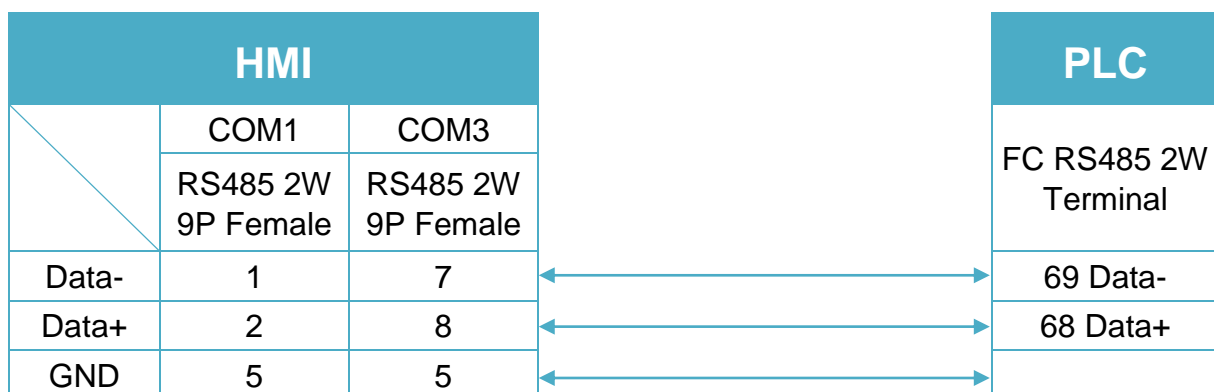 HMI PLC
COM1 COM3
FC RS485 2W
Terminal
RS485 2W RS485 2W
9P Female 9P Female
Data- 1 7 69 Data-
Data+ 2 8 68 Data+
GND 5 5